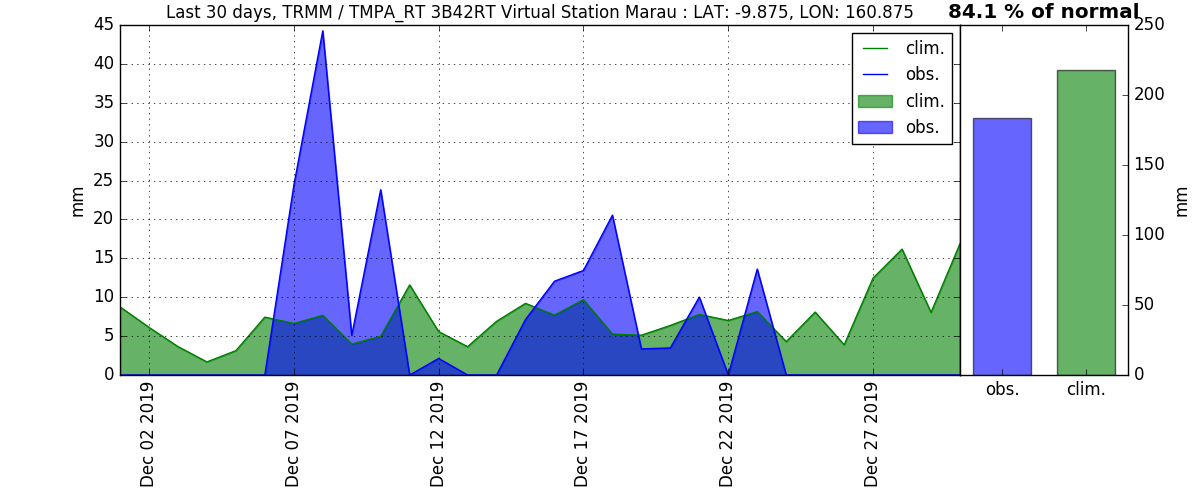 Last 30 days, TRMM / TMPA_RT 3B42RT Virtual Station Marau : LAT: -9.875, LON: 160.875
84.1 % of normal
45
40
35
30
25
20
15
10
5
0
mm
clim.
obs.
clim.
obs.
Dec 02 2019
Dec 07 2019
Dec 12 2019
Dec 17 2019
Dec 22 2019
Dec 27 2019
250
200
150
100
50
0
mm
obs.
clim.